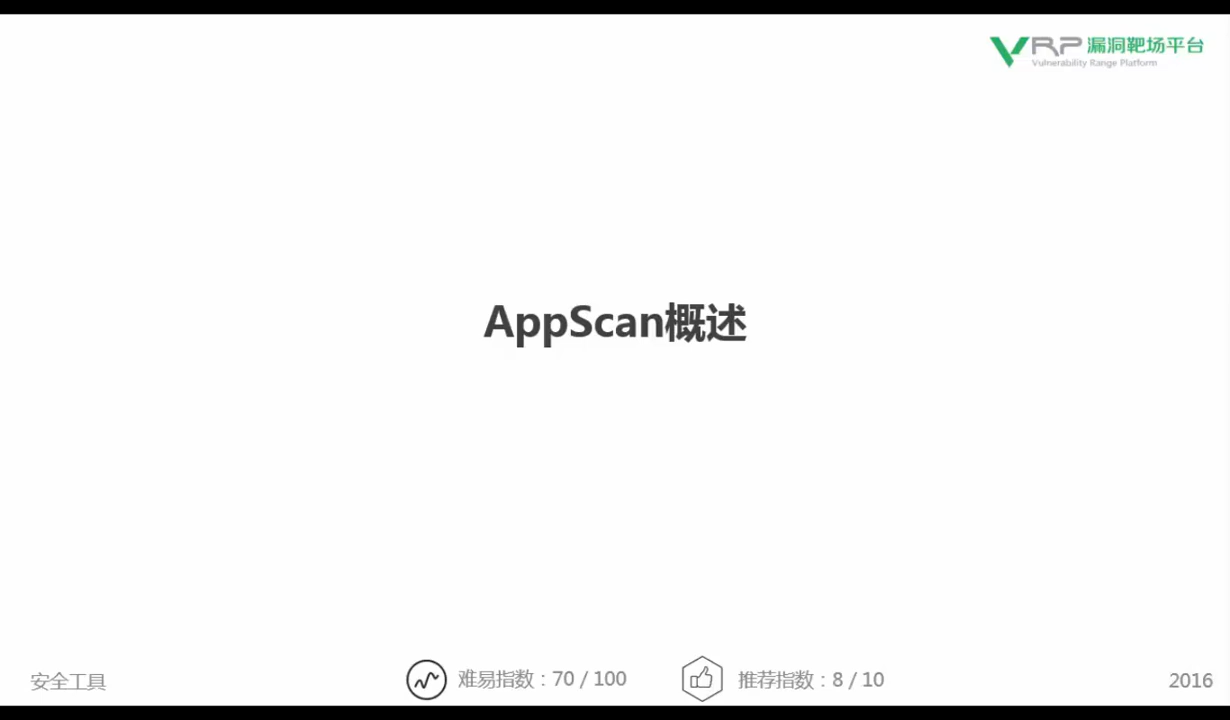 VRP 漏洞靶场平台
Vulnerability Range Platform
AppScan概述
安全工具
难易指数：70 / 100
推荐指数：8 / 10
2016